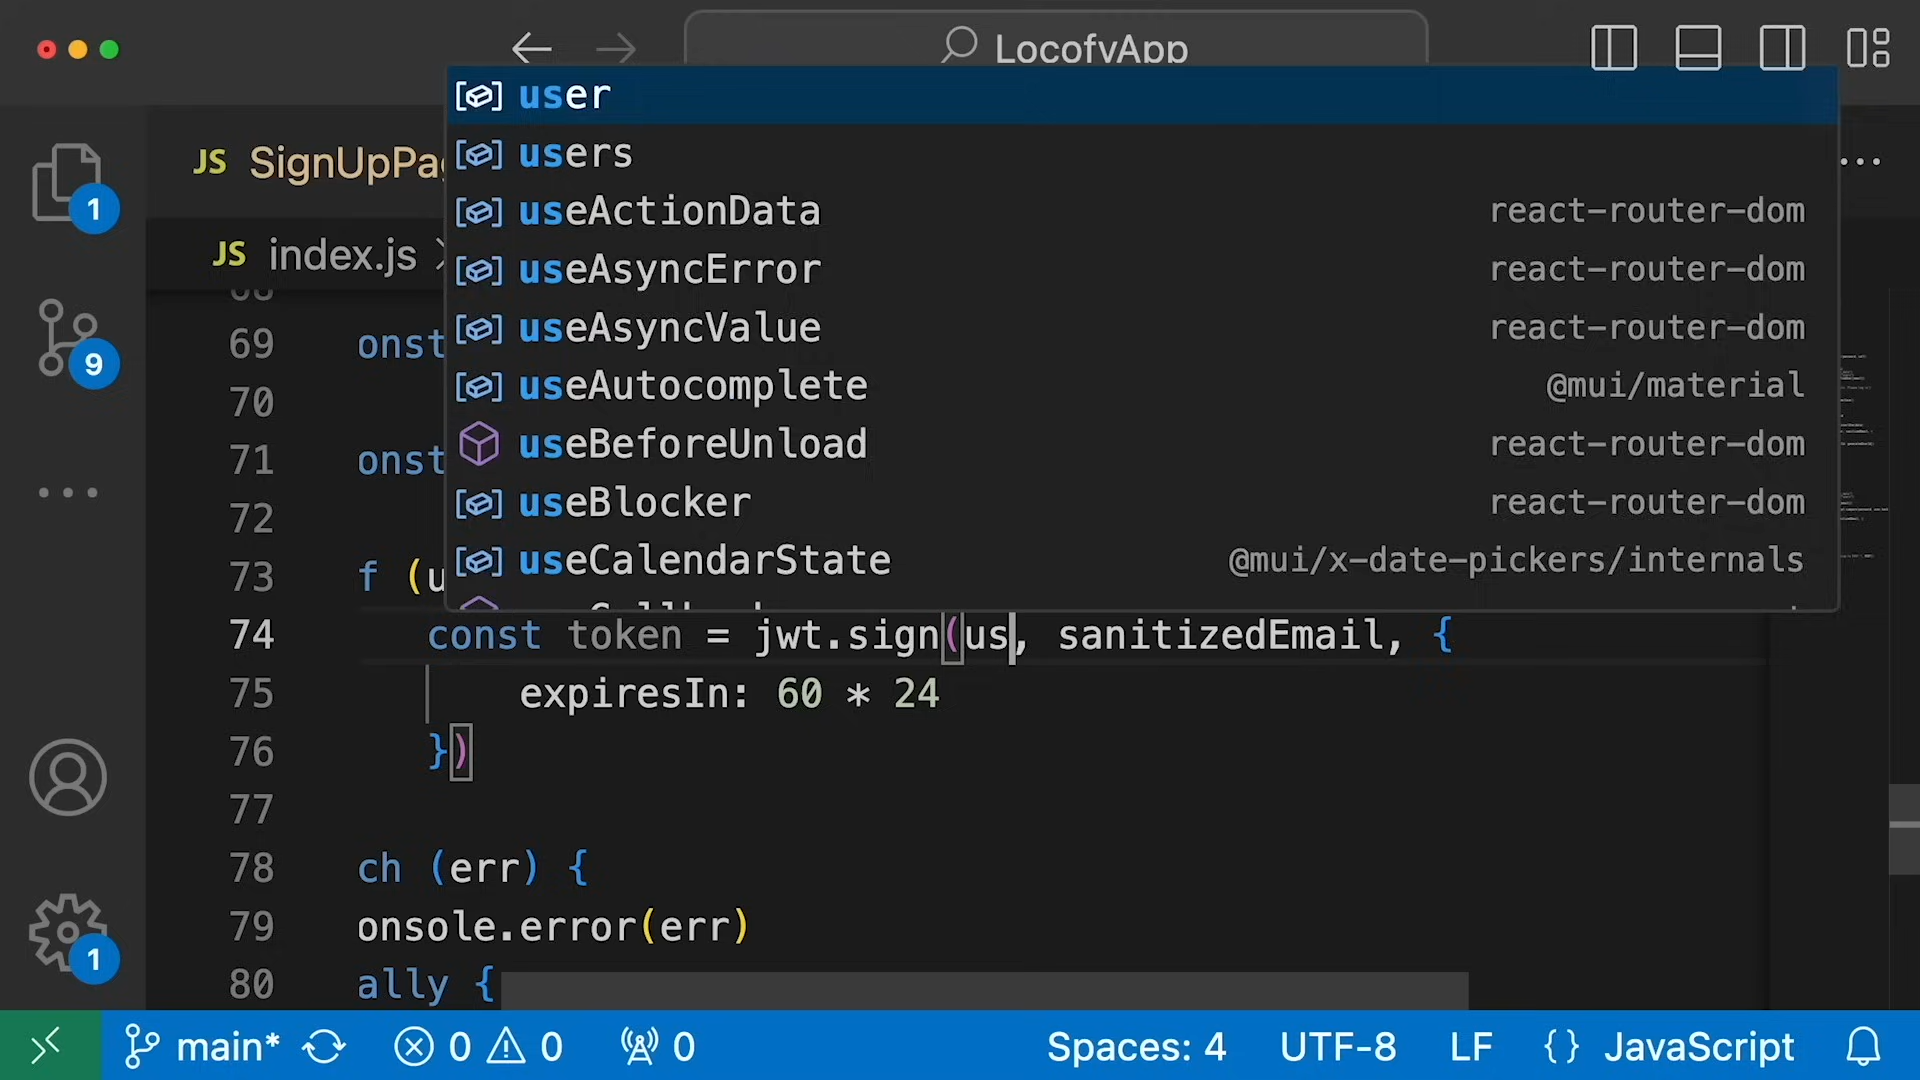 LocofyApp
user
JS SignUpPag
users
1
useActionData react-router-dom
JS index.js
useAsyncError react-router-dom
68
69 onst
useAsyncValue react-router-dom
9
70
useAutocomplete @mui/material
71 onst
useBeforeUnload react-router-dom
72
useBlocker react-router-dom
73 f (u
useCalendarState @mui/x-date-pickers/internals
74 const token = jwt.sign(us, sanitizedEmail, {
75 expiresIn: 60 * 24
76 })
77
78 ch (err) {
79 onsole.error(err)
1
80 ally {
main* 0 0 0 Spaces: 4 UTF-8 LF {} JavaScript